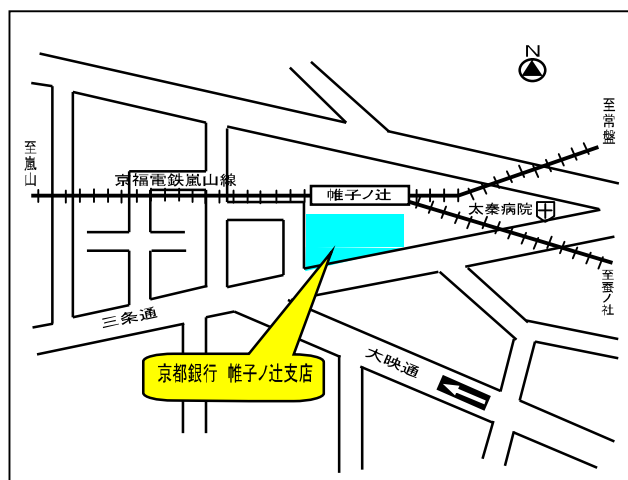 N
至常盤
至嵐山
京福電鉄嵐山線
帷子ノ辻
太秦病院
至蚕ノ社
三条通
大映通
京都銀行 帷子ノ辻支店